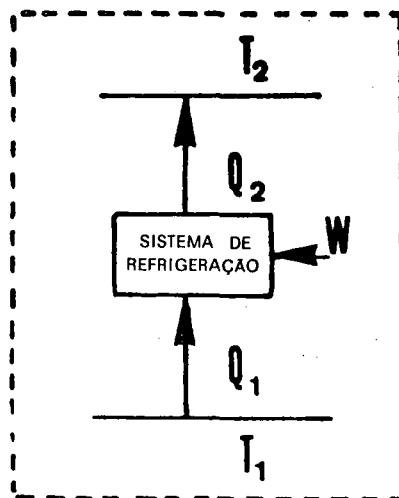 T₂
Q₂
SISTEMA DE
REFRIGERAÇÃO
W
Q₁
T₁